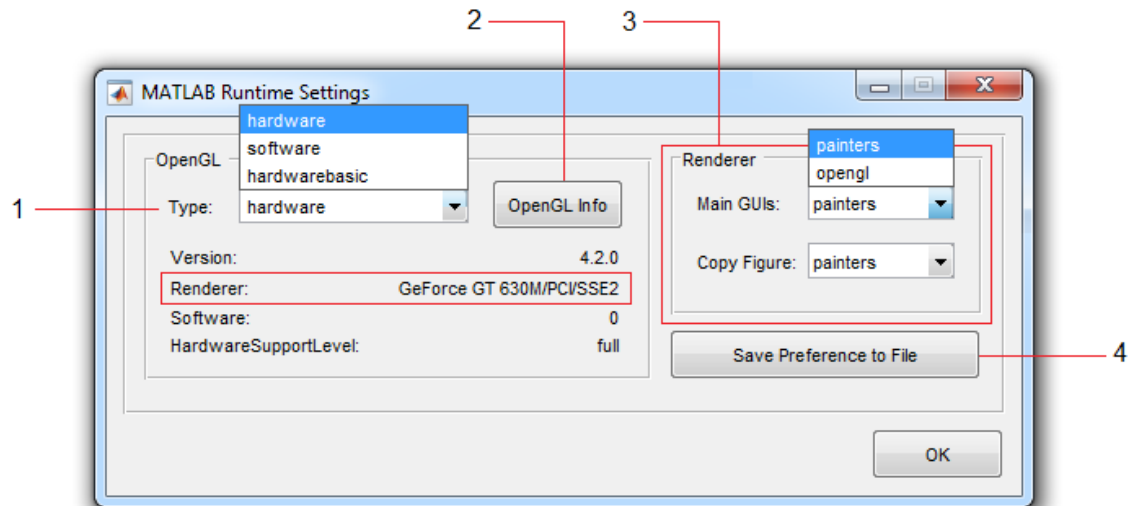 2
3
MATLAB Runtime Settings
hardware
software
hardwarebasic
OpenGL
1
Type:
hardware
OpenGL Info
Version:
4.2.0
Renderer:
GeForce GT 630M/PCI/SSE2
Software:
0
HardwareSupportLevel:
full
Renderer
painters
opengl
Main GUIs:
painters
Copy Figure:
painters
Save Preference to File
4
OK